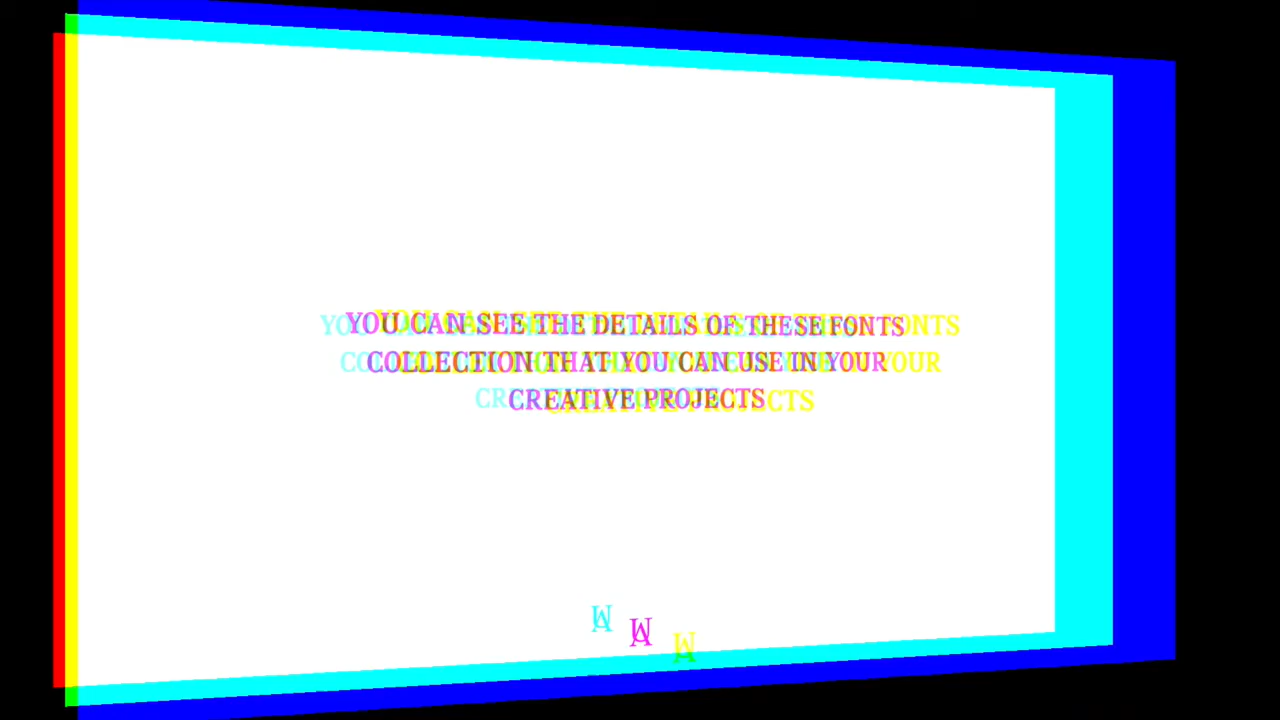 YOU CAN SEE THE DETAILS OF THESE FONTS
COLLECTION THAT YOU CAN USE IN YOUR
CREATIVE PROJECTS